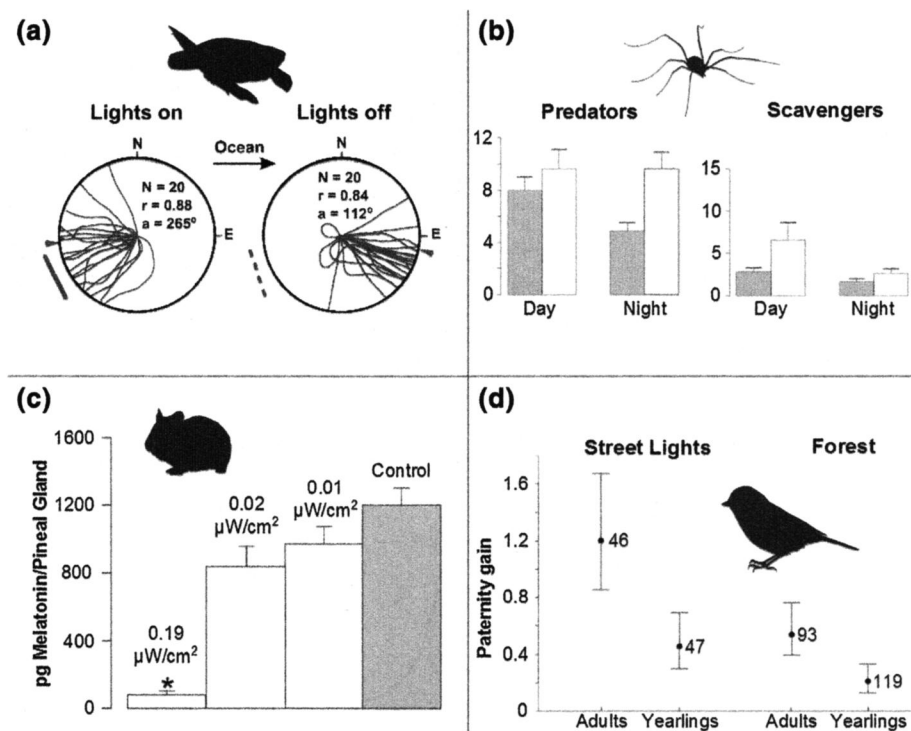 (a)
Lights on
Lights off
Ocean
N
N = 20
r = 0.88
a = 265°
E
N
N = 20
r = 0.84
a = 112°
E
(b)
Predators
Scavengers
12
8
4
0
Day
Night
15
10
5
0
Day
Night
(c)
pg Melatonin/Pineal Gland
1600
1200
800
400
0
0.19
µW/cm²
*
0.02
µW/cm²
0.01
µW/cm²
Control
(d)
Street Lights
Forest
Paternity gain
1.6
1.2
0.8
0.4
0
46
47
93
119
Adults
Yearlings
Adults
Yearlings